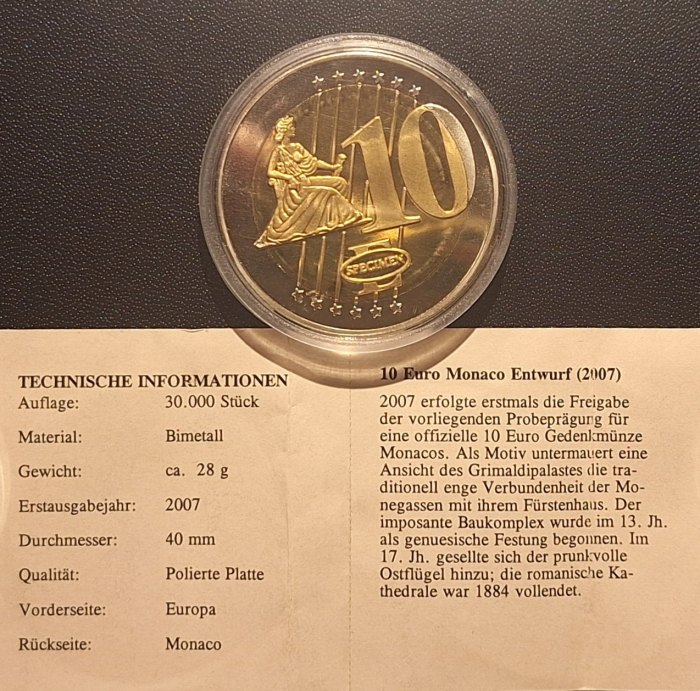 10
E
SPECIMEN
TECHNISCHE INFORMATIONEN
Auflage: 30.000 Stück
Material: Bimetall
Gewicht: ca. 28 g
Erstausgabejahr: 2007
Durchmesser: 40 mm
Qualität: Polierte Platte
Vorderseite: Europa
Rückseite: Monaco
10 Euro Monaco Entwurf (2007)
2007 erfolgte erstmals die Freigabe
der vorliegenden Probeprägung für
eine offizielle 10 Euro Gedenkmünze
Monacos. Als Motiv untermauert eine
Ansicht des Grimaldipalastes die tra-
ditionell enge Verbundenheit der Mo-
negassen mit ihrem Fürstenhaus. Der
imposante Baukomplex wurde im 13. Jh.
als genuesische Festung begonnen. Im
17. Jh. gesellte sich der prunkvolle
Ostflügel hinzu; die romanische Ka-
thedrale war 1884 vollendet.